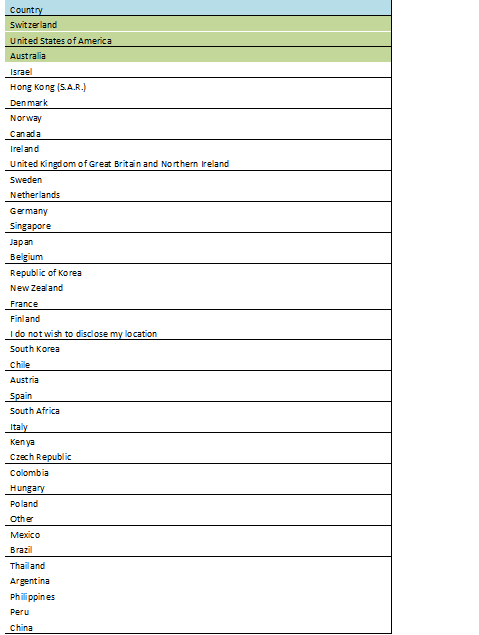 Country
Switzerland
United States of America
Australia
Israel
Hong Kong (S.A.R.)
Denmark
Norway
Canada
Ireland
United Kingdom of Great Britain and Northern Ireland
Sweden
Netherlands
Germany
Singapore
Japan
Belgium
Republic of Korea
New Zealand
France
Finland
I do not wish to disclose my location
South Korea
Chile
Austria
Spain
South Africa
Italy
Kenya
Czech Republic
Colombia
Hungary
Poland
Other
Mexico
Brazil
Thailand
Argentina
Philippines
Peru
China